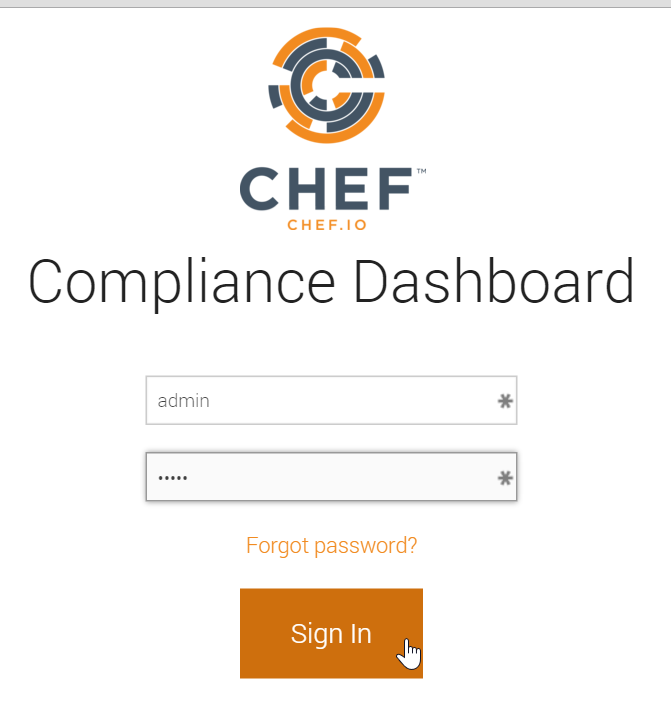 CHEF™
CHEF.IO
Compliance Dashboard
admin
•••••
Forgot password?
Sign In